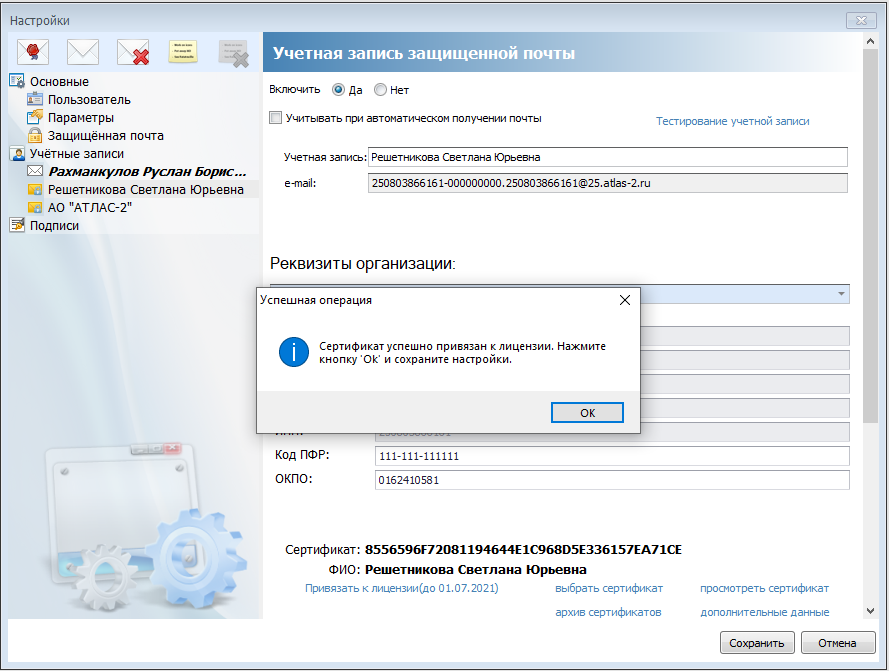 Настройки
Основные
Пользователь
Параметры
Защищённая почта
Учётные записи
Рахманкулов Руслан Борис...
Решетникова Светлана Юрьевна
АО "АТЛАС-2"
Подписи
Учетная запись защищенной почты
Включить Да Нет
Учитывать при автоматическом получении почты
Тестирование учетной записи
Учетная запись: Решетникова Светлана Юрьевна
e-mail: 250803866161-000000000.250803866161@25.atlas-2.ru
Реквизиты организации:
Успешная операция
Сертификат успешно привязан к лицензии. Нажмите
кнопку 'Ok' и сохраните настройки.
OK
Код ПФР: 111-111-111111
ОКПО: 0162410581
Сертификат: 8556596F72081194644E1C968D5E336157EA71CE
ФИО: Решетникова Светлана Юрьевна
Привязать к лицензии(до 01.07.2021) выбрать сертификат просмотреть сертификат
архив сертификатов дополнительные данные
Сохранить Отмена